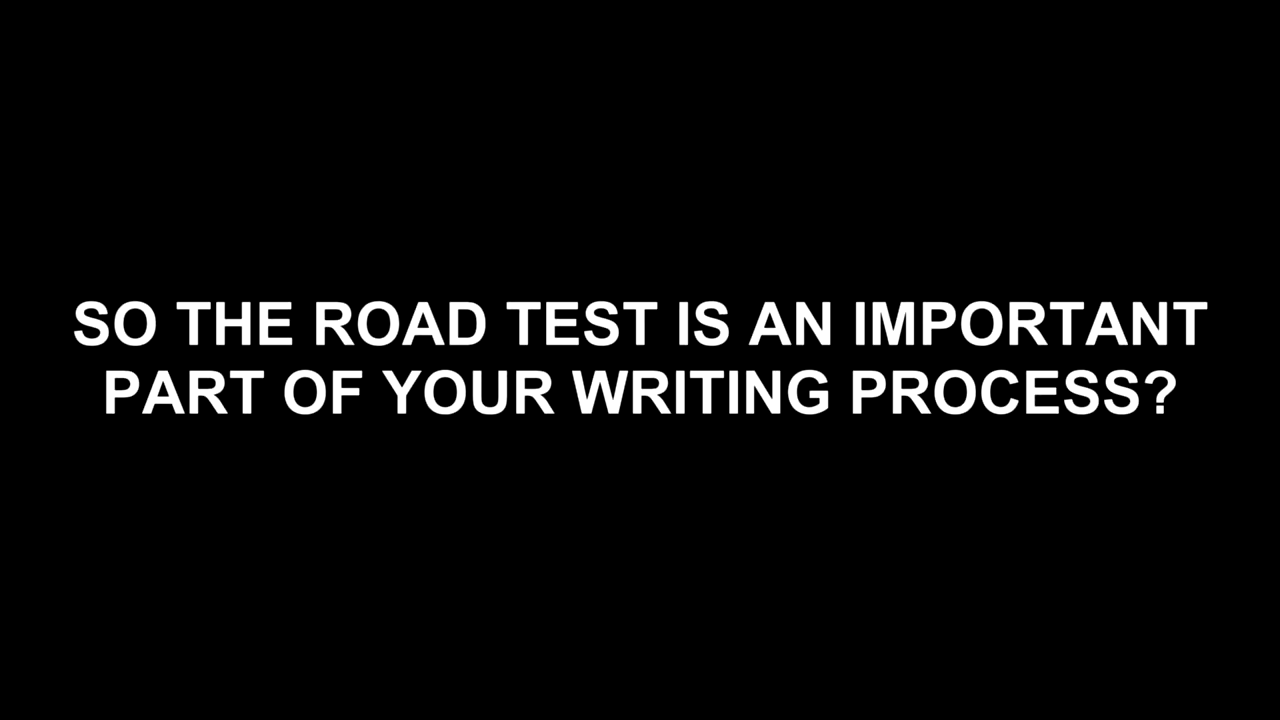 SO THE ROAD TEST IS AN IMPORTANT
PART OF YOUR WRITING PROCESS?